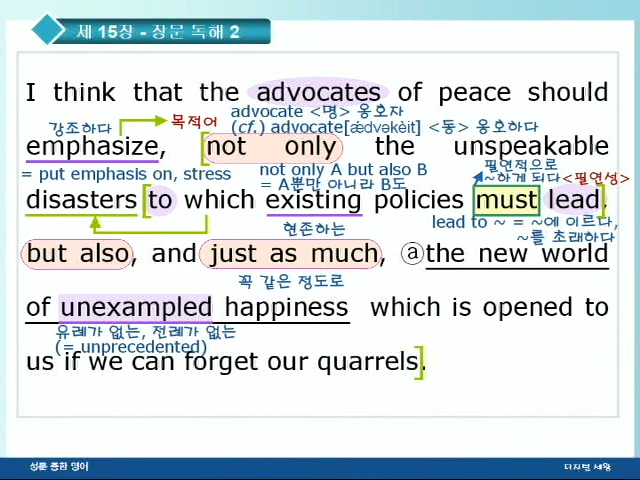 제 15장 - 장문 독해 2
I think that the advocates of peace should
advocate <명> 옹호자
(cf.) advocate[ǽdvəkèit] <동> 옹호하다
강조하다
목적어
emphasize, not only the unspeakable
= put emphasis on, stress
not only A but also B
= A뿐만 아니라 B도
필연적으로
~하게 되다<필연성>
disasters to which existing policies must lead,
현존하는
lead to ~ = ~에 이르다,
~를 초래하다
but also, and just as much, ⓐthe new world
꼭 같은 정도로
of unexampled happiness which is opened to
유례가 없는, 전례가 없는
(= unprecedented)
us if we can forget our quarrels.
성문 종합 영어
디지털 세왕